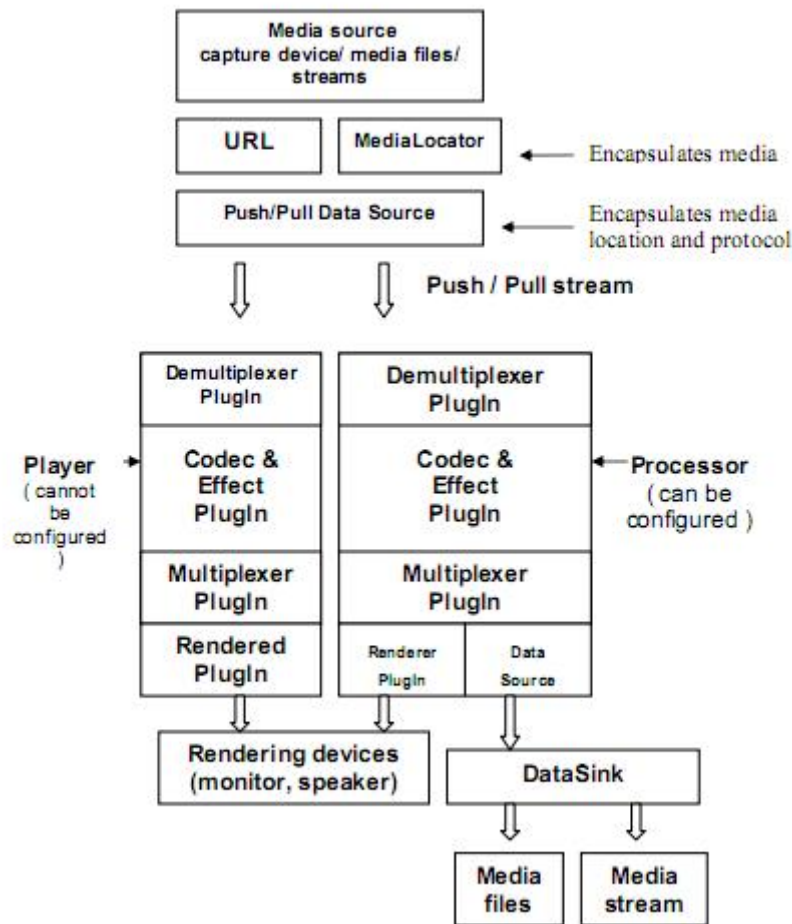 Media source
capture device/ media files/
streams
URL
MediaLocator
Encapsulates media
Push/Pull Data Source
Encapsulates media
location and protocol
Push / Pull stream
Demultiplexer
PlugIn
Demultiplexer
PlugIn
Player
( cannot
be
configured
)
Codec &
Effect
PlugIn
Codec &
Effect
PlugIn
Processor
( can be
configured )
Multiplexer
PlugIn
Multiplexer
PlugIn
Rendered
PlugIn
Renderer
PlugIn
Data
Source
Rendering devices
(monitor, speaker)
DataSink
Media
files
Media
stream